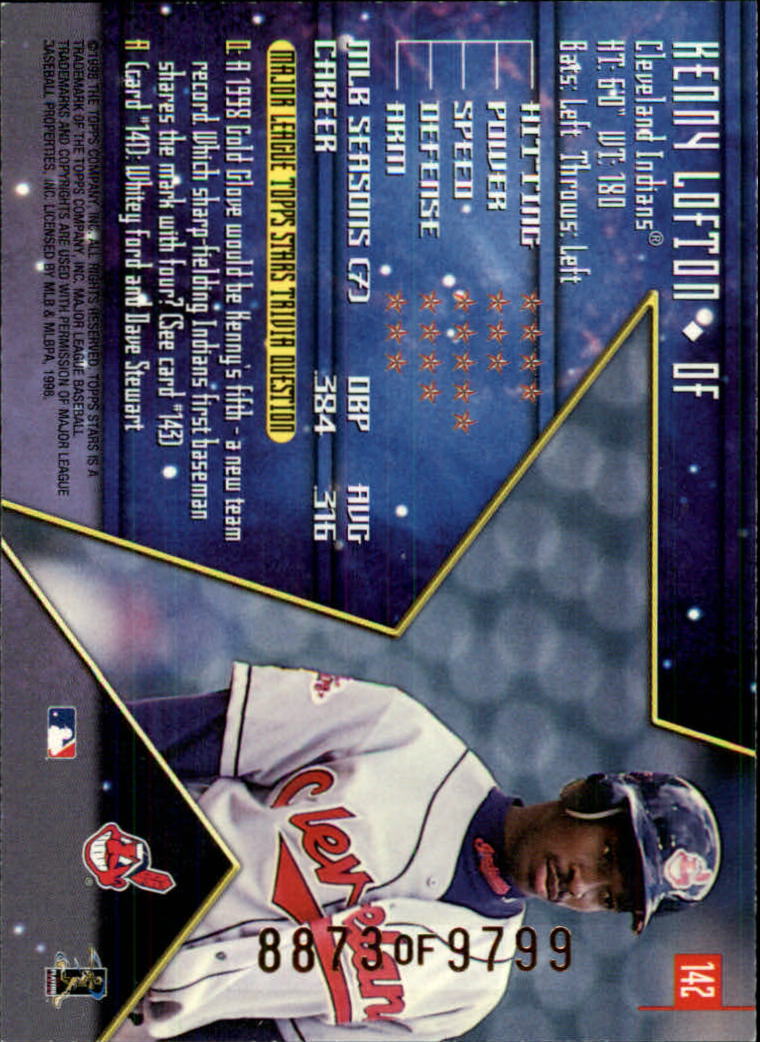 KENNY LOFTON ◆ OF
Cleveland Indians®
HT: 6'0" WT: 180
Bats: Left Throws: Left
142
HITTING ★★★★
POWER ★★★
SPEED ★★★★★
DEFENSE ★★★★
ARM ★★★
MLB SEASONS (7) OBP AVG
CAREER .384 .316
MAJOR LEAGUE TOPPS STARS TRIVIA QUESTION
Q: A 1998 Gold Glove would be Kenny's fifth - a new team
record. Which sharp-fielding Indians first baseman
shares the mark with four? (See card #143)
A (Card #141): Whitey Ford and Dave Stewart
©1998 THE TOPPS COMPANY, INC. ALL RIGHTS RESERVED. TOPPS STARS IS A
TRADEMARK OF THE TOPPS COMPANY, INC. MAJOR LEAGUE BASEBALL
TRADEMARKS AND COPYRIGHTS ARE USED WITH PERMISSION OF MAJOR LEAGUE
BASEBALL PROPERTIES, INC. LICENSED BY MLB & MLBPA, 1998.
Clevelan
Indians
8873 OF 9799
PLAYERS